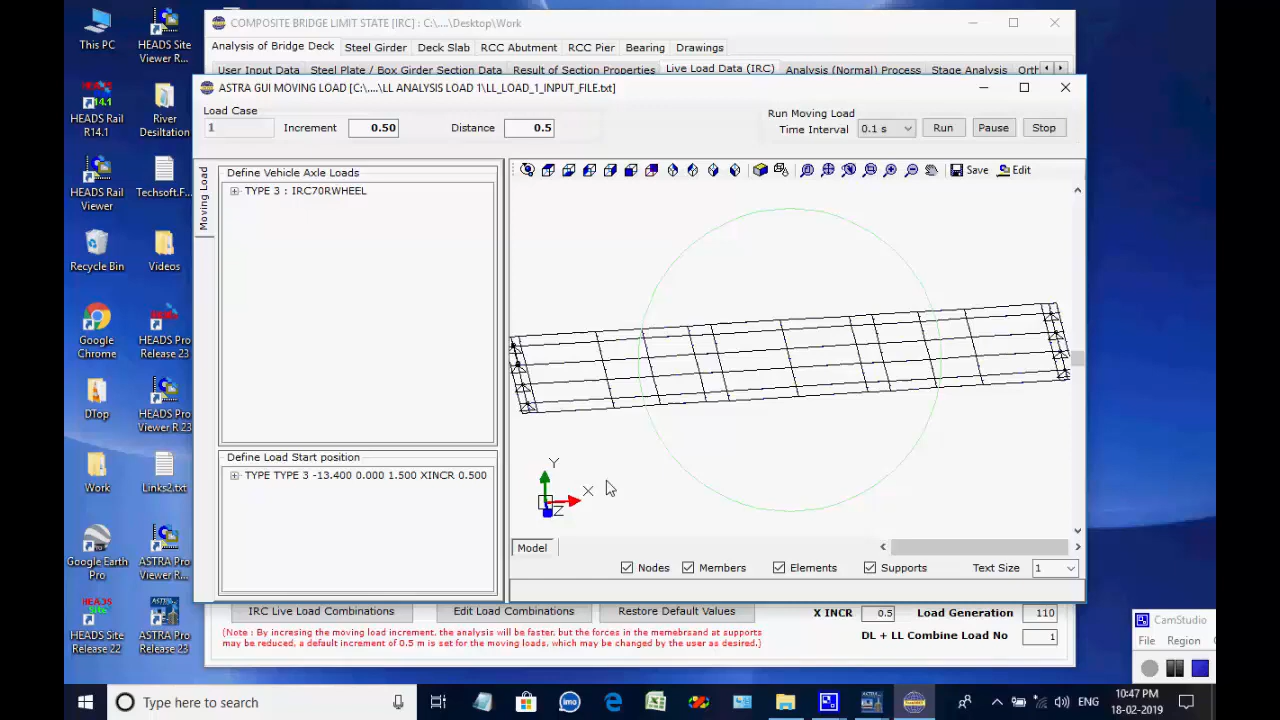 COMPOSITE BRIDGE LIMIT STATE [IRC] : C:\....\Desktop\Work
Analysis of Bridge Deck Steel Girder Deck Slab RCC Abutment RCC Pier Bearing Drawings
User Input Data Steel Plate / Box Girder Section Data Result of Section Properties Live Load Data (IRC) Analysis (Normal) Process Stage Analysis Orth
ASTRA GUI MOVING LOAD [C:\....\LL ANALYSIS LOAD 1\LL_LOAD_1_INPUT_FILE.txt]
Load Case
1 Increment 0.50 Distance 0.5
Run Moving Load
Time Interval 0.1 s Run Pause Stop
Moving Load
Define Vehicle Axle Loads
TYPE 3 : IRC70RWHEEL
Save Edit
Define Load Start position
TYPE TYPE 3 -13.400 0.000 1.500 XINCR 0.500
Y
X
Z
Model
Nodes Members Elements Supports Text Size 1
IRC Live Load Combinations Edit Load Combinations Restore Default Values X INCR 0.5 Load Generation 110
(Note : By incresing the moving load increment, the analysis will be faster, but the forces in the memebrsand at supports
may be reduced, a default increment of 0.5 m is set for the moving loads, which may be changed by the user as desired.)
DL + LL Combine Load No 1
This PC
HEADS Site
Viewer R...
HEADS Rail
R14.1
River
Desiltation
HEADS Rail
Viewer
Techsoft.F...
Recycle Bin
Videos
Google
Chrome
HEADS Pro
Release 23
DTop
HEADS Pro
Viewer R 23
Work
Links2.txt
Google Earth
Pro
ASTRA Pro
Viewer R...
HEADS Site
Release 22
ASTRA Pro
Release 23
CamStudio
File Region
Type here to search
ENG
10:47 PM
18-02-2019